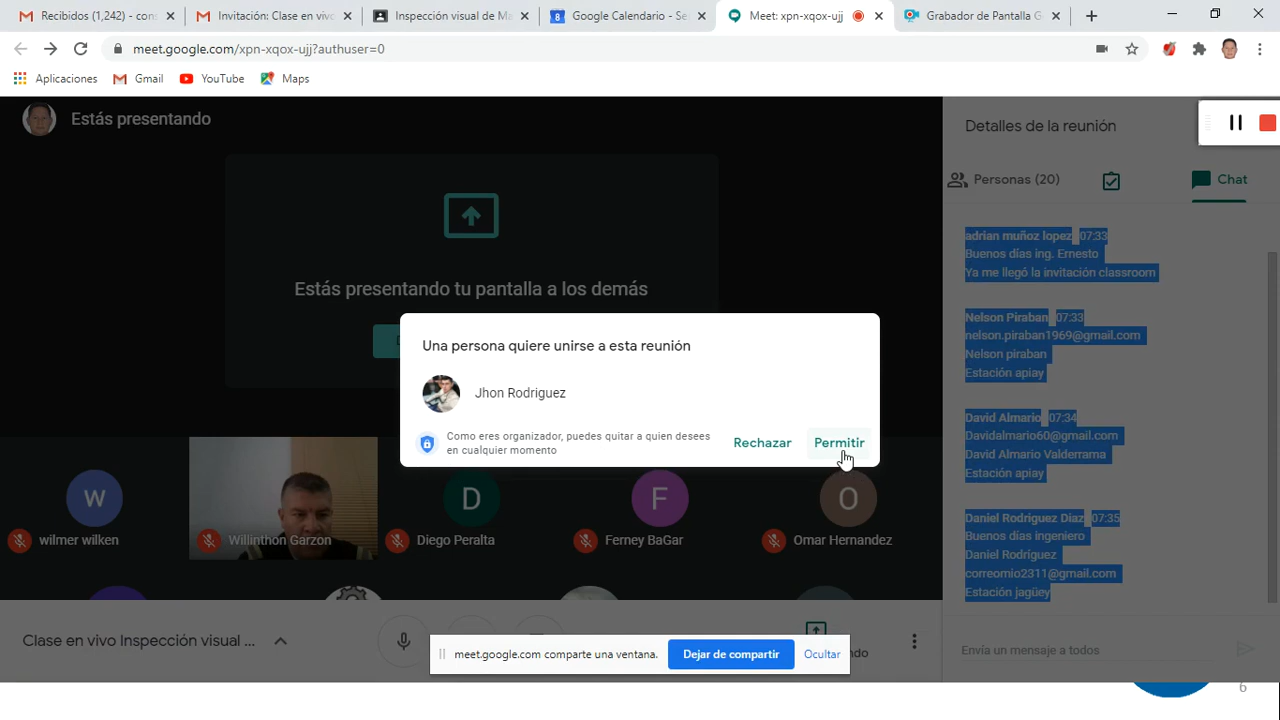 Recibidos (1,242) - con
Invitación: Clase en vivo
Inspección visual de Ma
Google Calendario - Se
Meet: xpn-xqox-ujj
Grabador de Pantalla G
meet.google.com/xpn-xqox-ujj?authuser=0
Aplicaciones
Gmail
YouTube
Maps
Estás presentando
Estás presentando tu pantalla a los demás
Una persona quiere unirse a esta reunión
Jhon Rodriguez
Como eres organizador, puedes quitar a quien desees
en cualquier momento
Rechazar
Permitir
W
wilmer wilken
Willinthon Garzon
D
Diego Peralta
F
Ferney BaGar
O
Omar Hernandez
Clase en vivo Inspección visual ...
meet.google.com comparte una ventana.
Dejar de compartir
Ocultar
Detalles de la reunión
Personas (20)
Chat
adrian muñoz lopez 07:33
Buenos días ing. Ernesto
Ya me llegó la invitación classroom
Nelson Piraban 07:33
nelson.piraban1969@gmail.com
Nelson piraban
Estación apiay
David Almario 07:34
Davidalmario60@gmail.com
David Almario Valderrama
Estación apiay
Daniel Rodriguez Diaz 07:35
Buenos dias ingeniero
Daniel Rodríguez
correomio2311@gmail.com
Estación jagüey
Envía un mensaje a todos
6